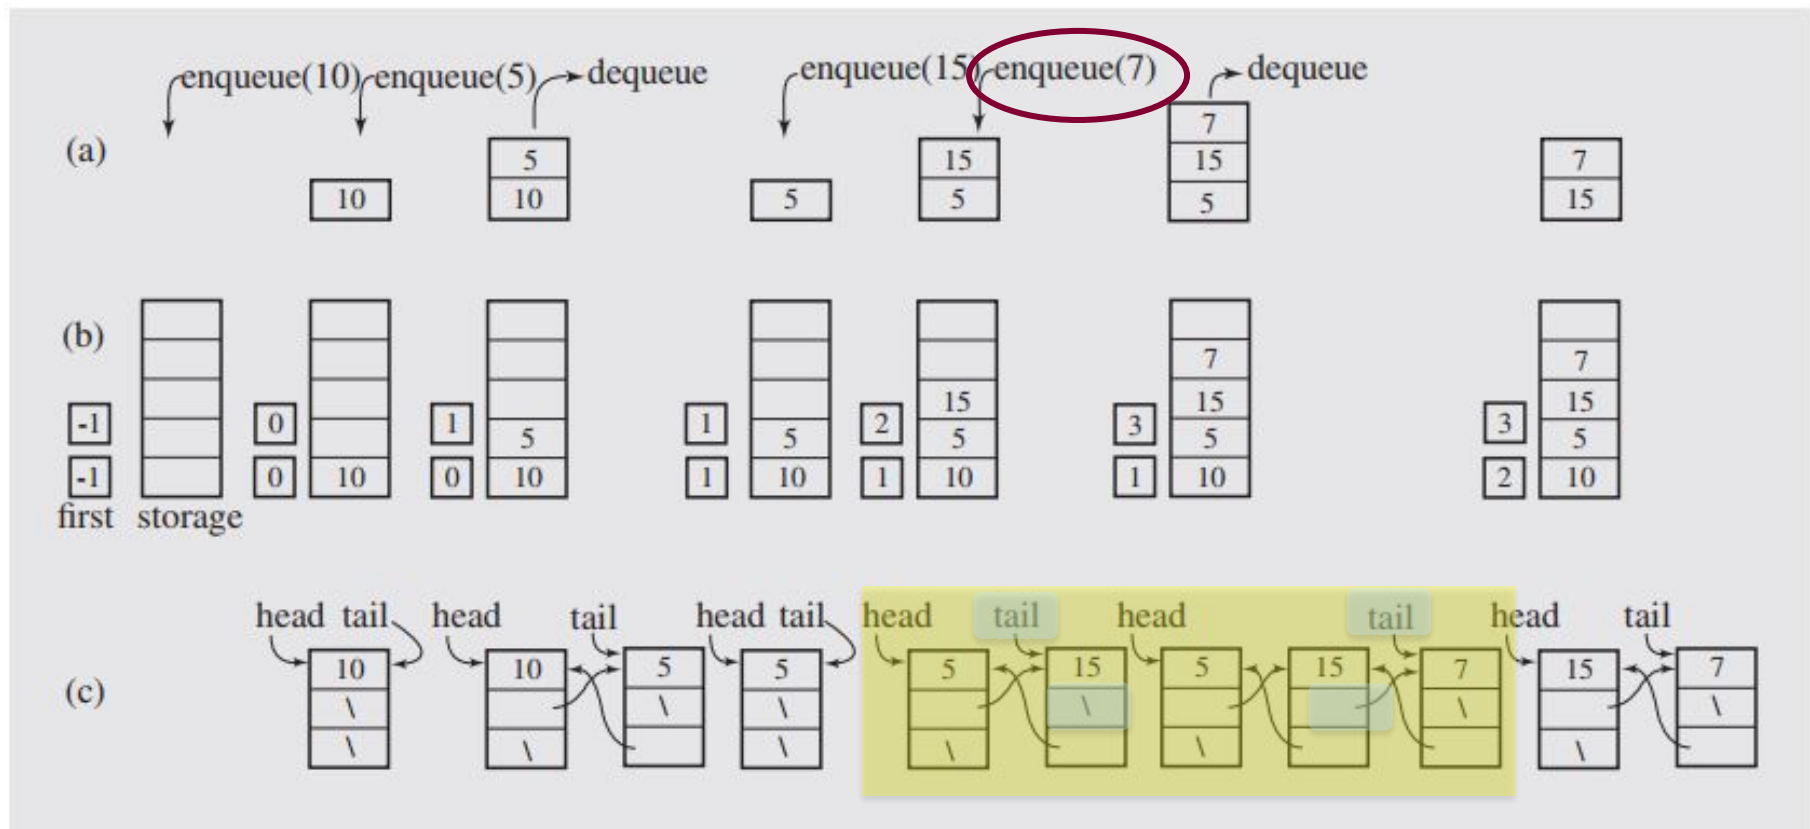 enqueue(10) enqueue(5) dequeue enqueue(15) enqueue(7) dequeue
(a)
7
5 15 15 7
10 10 5 5 5 15
(b)
7 7
15 15 15
-1 0 1 5 1 5 2 5 3 5 3 5
-1 0 10 0 10 1 10 1 10 1 10 2 10
first storage
head tail head tail head tail head tail head tail head tail
(c)
10 10 5 5 5 15 5 15 7 15 7
\ \ \ \ \ \
\ \ \ \ \ \